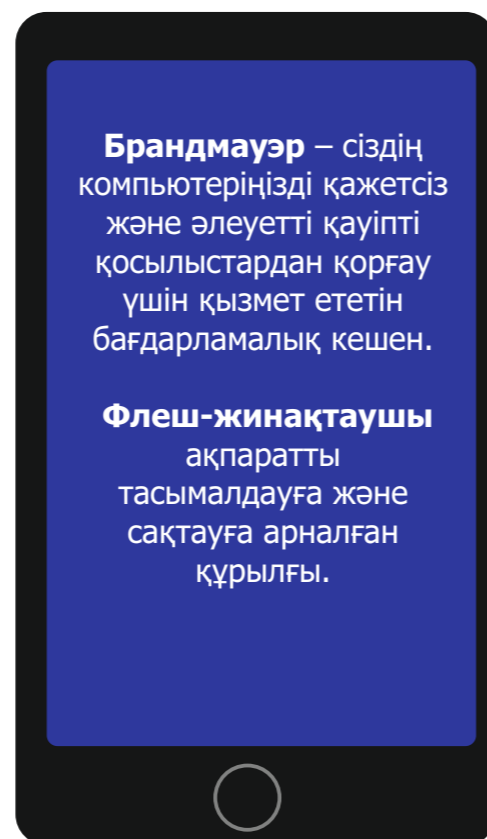 Брандмауэр – сіздің
компьютеріңізді қажетсіз
және әлеуетті қауіпті
қосылыстардан қорғау
үшін қызмет ететін
бағдарламалық кешен.
Флеш-жинақтаушы
ақпаратты
тасымалдауға және
сақтауға арналған
құрылғы.